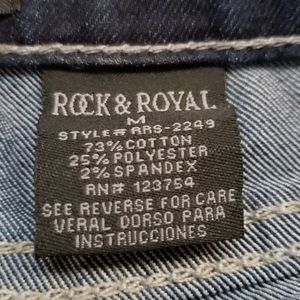 ROCK & ROYAL
M
STYLE# RRS-2249
73% COTTON
25% POLYESTER
2% SPANDEX
RN# 123754
SEE REVERSE FOR CARE
VERAL DORSO PARA
INSTRUCCIONES